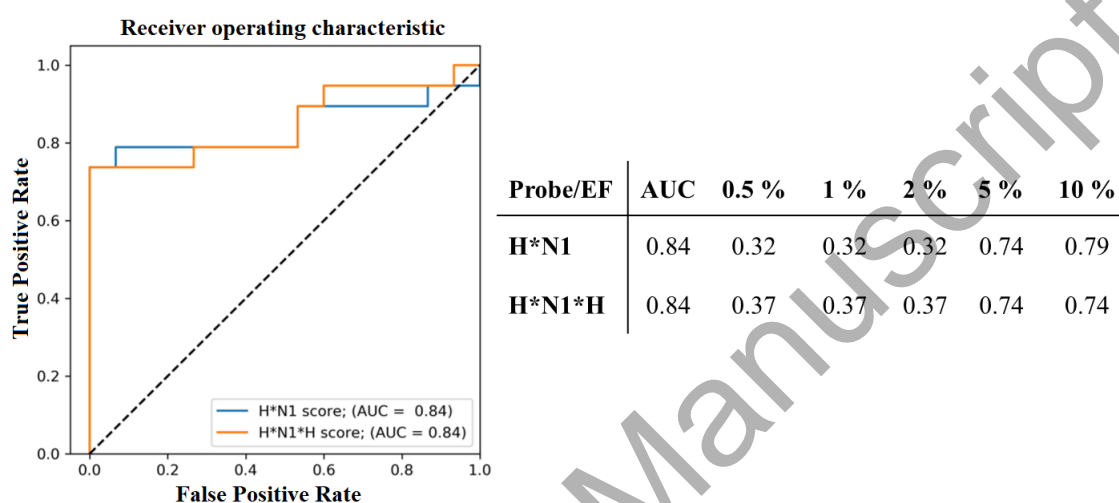 Receiver operating characteristic
True Positive Rate
1.0
0.8
0.6
0.4
0.2
0.0
H*N1 score; (AUC = 0.84)
H*N1*H score; (AUC = 0.84)
0.0 0.2 0.4 0.6 0.8 1.0
False Positive Rate
Probe/EF AUC 0.5 % 1 % 2 % 5 % 10 %
H*N1 0.84 0.32 0.32 0.32 0.74 0.79
H*N1*H 0.84 0.37 0.37 0.37 0.74 0.74
Manuscript